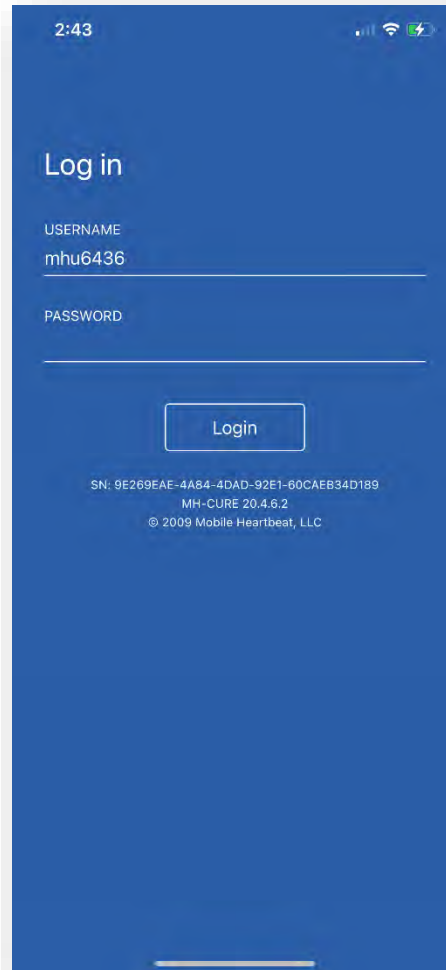 2:43
Log in
USERNAME
mhu6436
PASSWORD
Login
SN: 9E269EAE-4A84-4DAD-92E1-60CAEB34D189
MH-CURE 20.4.6.2
© 2009 Mobile Heartbeat, LLC